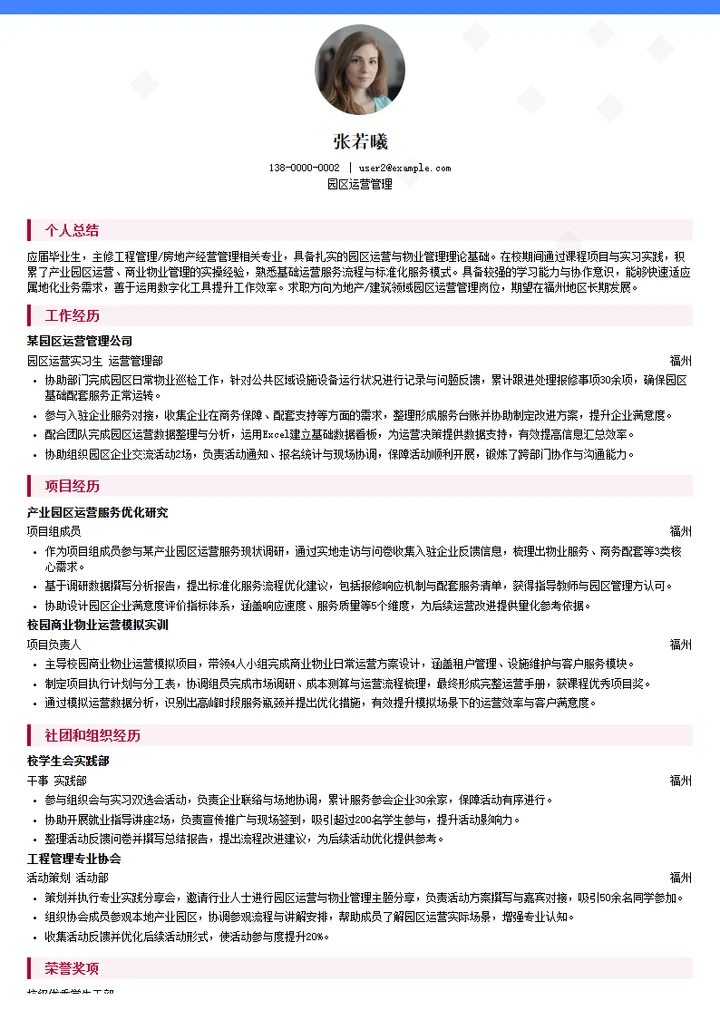 张若曦
138-0000-0002 | user2@example.com
园区运营管理
个人总结
应届毕业生，主修工程管理/房地产经营管理相关专业，具备扎实的园区运营与物业管理理论基础。在校期间通过课程项目与实习实践，积
累了产业园区运营、商业物业管理的实操经验，熟悉基础运营服务流程与标准化服务模式。具备较强的学习能力与协作意识，能够快速适应
属地化业务需求，善于运用数字化工具提升工作效率。求职方向为地产/建筑领域园区运营管理岗位，期望在福州地区长期发展。
工作经历
某园区运营管理公司
园区运营实习生 运营管理部 福州
• 协助部门完成园区日常物业巡检工作，针对公共区域设施设备运行状况进行记录与问题反馈，累计跟进处理报修事项30余项，确保园区
基础配套服务正常运转。
• 参与入驻企业服务对接，收集企业在商务保障、配套支持等方面的需求，整理形成服务台账并协助制定改进方案，提升企业满意度。
• 配合团队完成园区运营数据整理与分析，运用Excel建立基础数据看板，为运营决策提供数据支持，有效提高信息汇总效率。
• 协助组织园区企业交流活动2场，负责活动通知、报名统计与现场协调，保障活动顺利开展，锻炼了跨部门协作与沟通能力。
项目经历
产业园区运营服务优化研究
项目组成员 福州
• 作为项目组成员参与某产业园区运营服务现状调研，通过实地走访与问卷收集入驻企业反馈信息，梳理出物业服务、商务配套等3类核
心需求。
• 基于调研数据撰写分析报告，提出标准化服务流程优化建议，包括报修响应机制与配套服务清单，获得指导教师与园区管理方认可。
• 协助设计园区企业满意度评价指标体系，涵盖响应速度、服务质量等5个维度，为后续运营改进提供量化参考依据。
校园商业物业运营模拟实训
项目负责人 福州
• 主导校园商业物业运营模拟项目，带领4人小组完成商业物业日常运营方案设计，涵盖租户管理、设施维护与客户服务模块。
• 制定项目执行计划与分工表，协调组员完成市场调研、成本测算与运营流程梳理，最终形成完整运营手册，获课程优秀项目奖。
• 通过模拟运营数据分析，识别出高峰时段服务瓶颈并提出优化措施，有效提升模拟场景下的运营效率与客户满意度。
社团和组织经历
校学生会实践部
干事 实践部 福州
• 参与组织会与实习双选会活动，负责企业联络与场地协调，累计服务参会企业30余家，保障活动有序进行。
• 协助开展就业指导讲座2场，负责宣传推广与现场签到，吸引超过200名学生参与，提升活动影响力。
• 整理活动反馈问卷并撰写总结报告，提出流程改进建议，为后续活动优化提供参考。
工程管理专业协会
活动策划 活动部 福州
• 策划并执行专业实践分享会，邀请行业人士进行园区运营与物业管理主题分享，负责活动方案撰写与嘉宾对接，吸引50余名同学参加。
• 组织协会成员参观本地产业园区，协调参观流程与讲解安排，帮助成员了解园区运营实际场景，增强专业认知。
• 收集活动反馈并优化后续活动形式，使活动参与度提升20%。
荣誉奖项